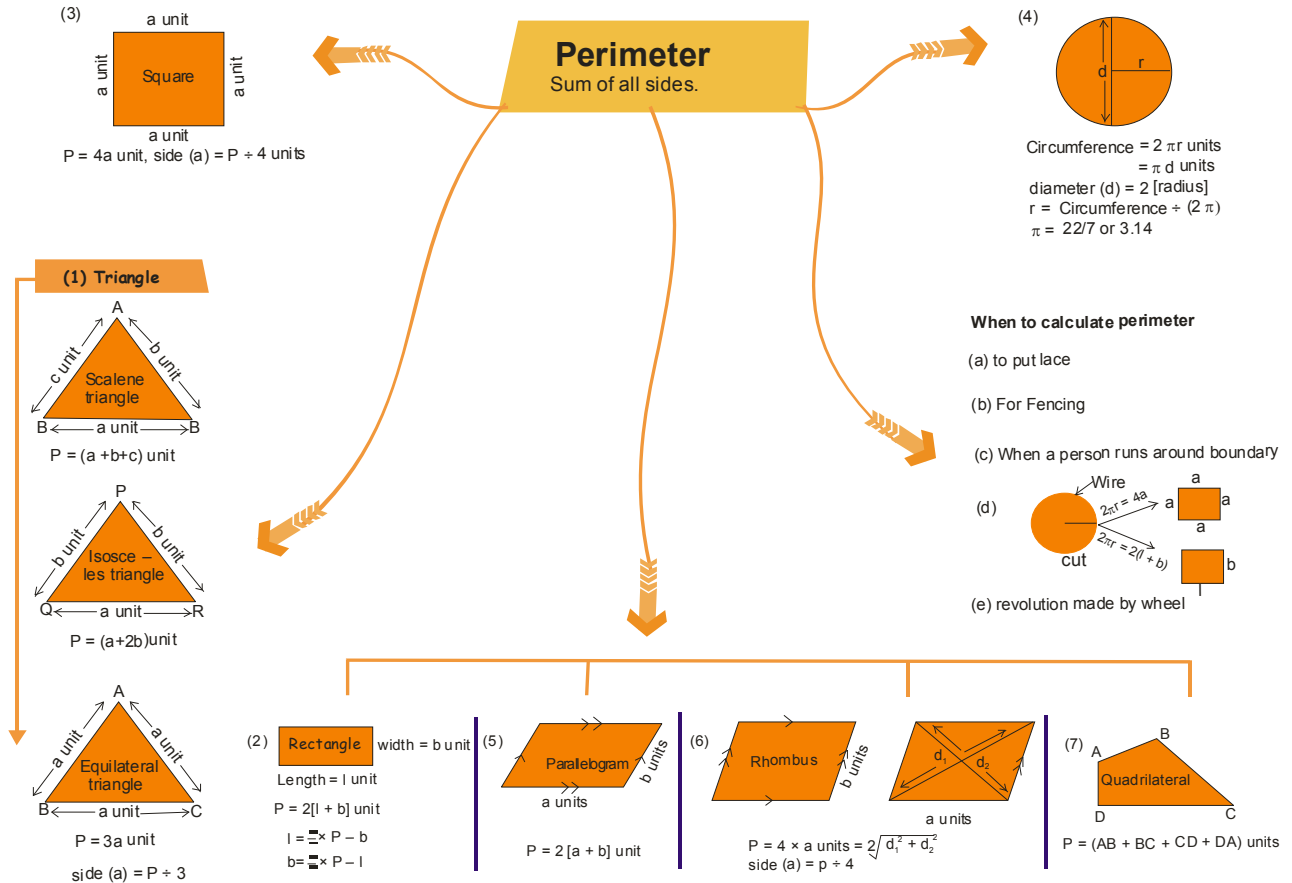 Perimeter
Sum of all sides.
(3)
a unit
a unit
Square
a unit
a unit
P = 4a unit, side (a) = P ÷ 4 units
(4)
d
r
Circumference = 2 πr units
= π d units
diameter (d) = 2 [radius]
r = Circumference ÷ (2 π)
π = 22/7 or 3.14
(1) Triangle
A
c unit
b unit
Scalene
triangle
B
a unit
B
P = (a +b+c) unit
P
b unit
b unit
Isosce –
les triangle
Q
a unit
R
P = (a+2b) unit
A
a unit
a unit
Equilateral
triangle
B
a unit
C
P = 3a unit
side (a) = P ÷ 3
When to calculate perimeter
(a) to put lace
(b) For Fencing
(c) When a person runs around boundary
(d)
Wire
cut
2πr = 4a
2πr = 2(l + b)
a
a
a
a
b
l
(e) revolution made by wheel
(2)
Rectangle
width = b unit
Length = l unit
P = 2[l + b] unit
l = × P – b
b= × P – l
(5)
Parallelogram
b units
a units
P = 2 [a + b] unit
(6)
Rhombus
b units
d₁
d₂
a units
P = 4 × a units = 2√d₁² + d₂²
side (a) = p ÷ 4
(7)
A
B
Quadrilateral
D
C
P = (AB + BC + CD + DA) units